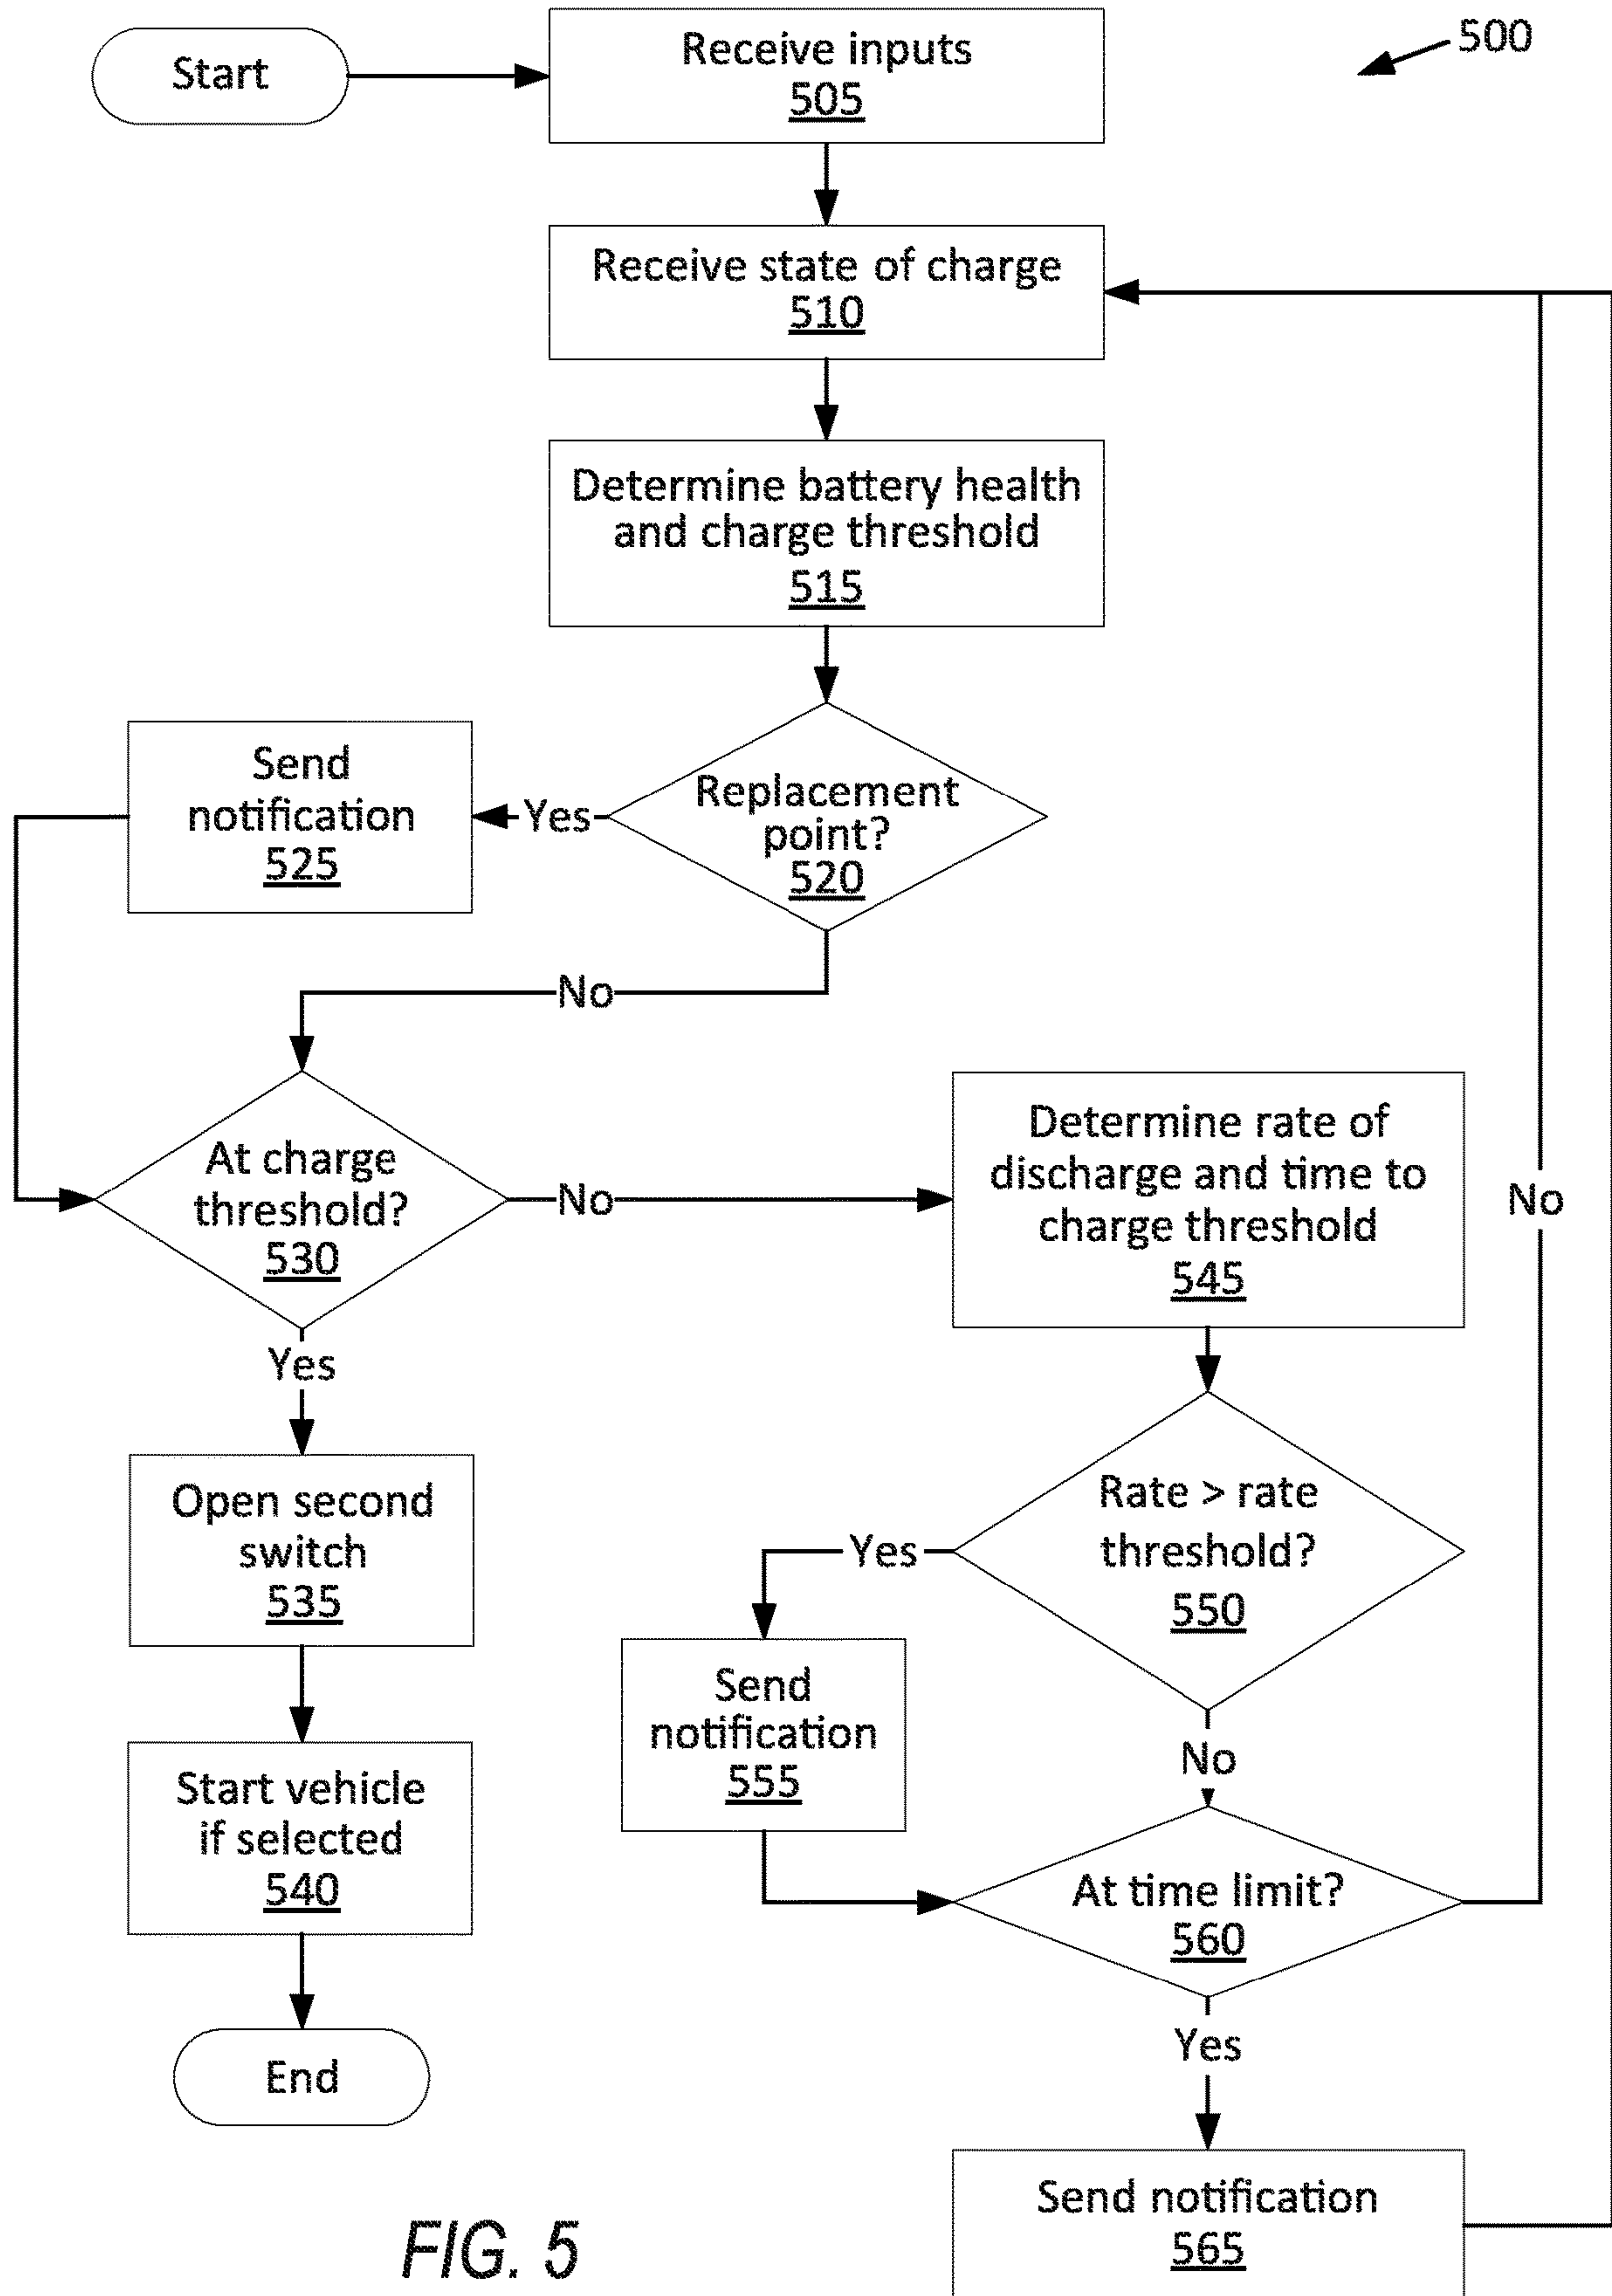 Start
Receive inputs
505
500
Receive state of charge
510
Determine battery health
and charge threshold
515
Send
notification
525
Yes
Replacement
point?
520
No
At charge
threshold?
530
No
Determine rate of
discharge and time to
charge threshold
545
No
Yes
Open second
switch
535
Rate > rate
threshold?
550
Yes
Send
notification
555
No
Start vehicle
if selected
540
At time limit?
560
Yes
End
Send notification
565
FIG. 5